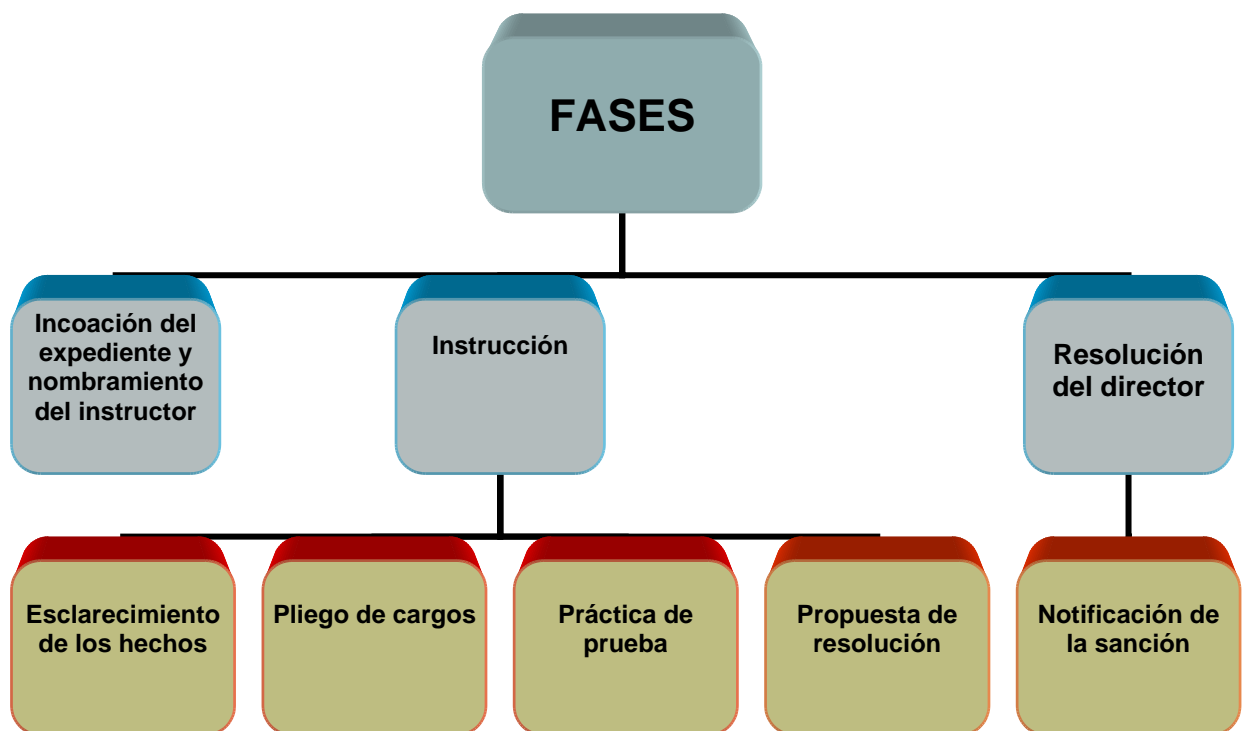 FASES
Incoación del
expediente y
nombramiento
del instructor
Instrucción
Resolución
del director
Esclarecimiento
de los hechos
Pliego de cargos
Práctica de
prueba
Propuesta de
resolución
Notificación de
la sanción